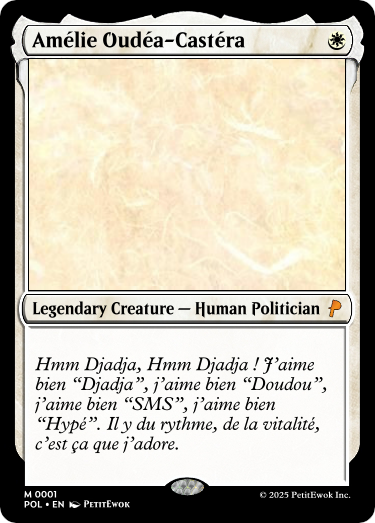 Amélie Oudéa-Castéra
Legendary Creature — Human Politician
Hmm Djadja, Hmm Djadja ! J'aime
bien “Djadja”, j'aime bien “Doudou”,
j'aime bien “SMS”, j'aime bien
“Hypé”. Il y du rythme, de la vitalité,
c'est ça que j'adore.
M 0001
POL • EN PetitEwok
© 2025 PetitEwok Inc.